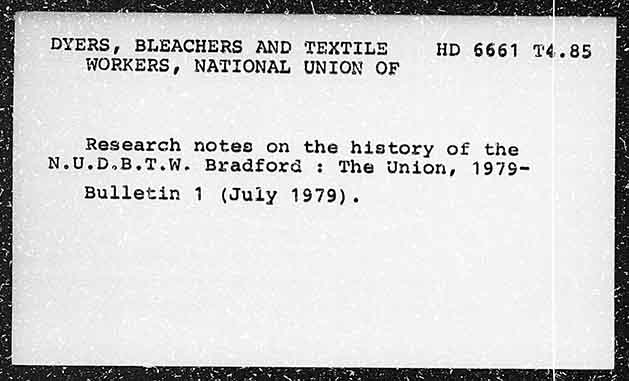 DYERS, BLEACHERS AND TEXTILE HD 6661 T4.85
WORKERS, NATIONAL UNION OF
Research notes on the history of the
N.U.D.B.T.W. Bradford : The Union, 1979-
Bulletin 1 (July 1979).